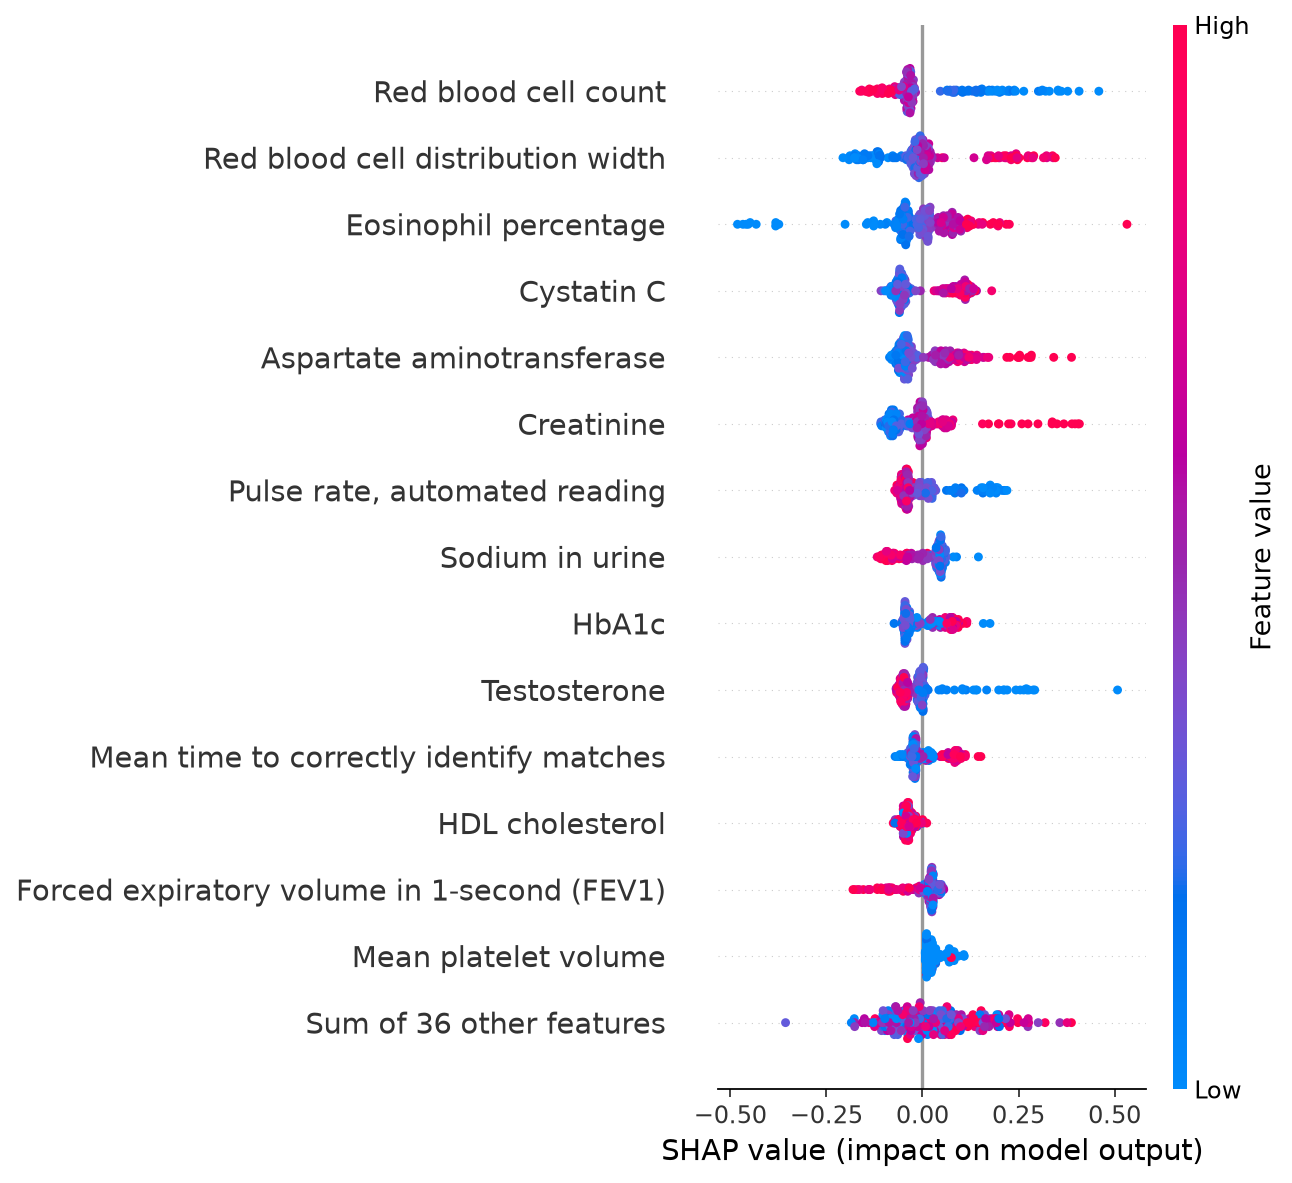 High
Red blood cell count
Red blood cell distribution width
Eosinophil percentage
Cystatin C
Aspartate aminotransferase
Creatinine
Pulse rate, automated reading
Sodium in urine
HbA1c
Testosterone
Mean time to correctly identify matches
HDL cholesterol
Forced expiratory volume in 1-second (FEV1)
Mean platelet volume
Sum of 36 other features
Feature value
Low
−0.50 −0.25 0.00 0.25 0.50
SHAP value (impact on model output)